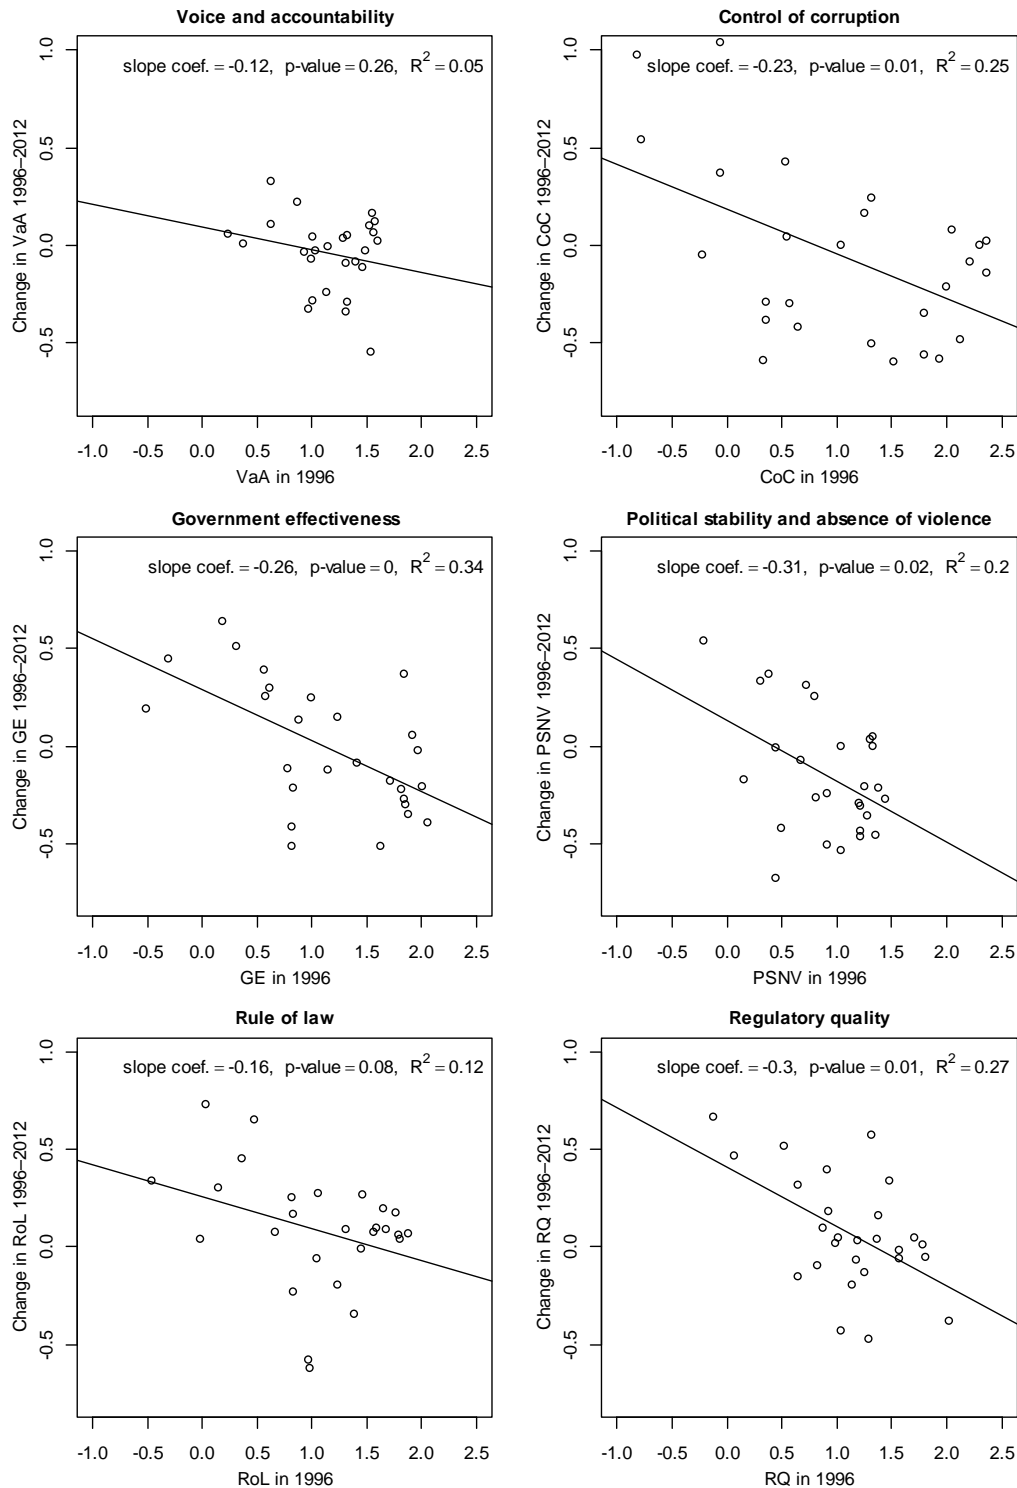 Voice and accountability
slope coef. = -0.12, p-value = 0.26, R² = 0.05
Change in VaA 1996–2012
1.0
0.5
0.0
-0.5
-1.0 -0.5 0.0 0.5 1.0 1.5 2.0 2.5
VaA in 1996
Control of corruption
slope coef. = -0.23, p-value = 0.01, R² = 0.25
Change in CoC 1996–2012
1.0
0.5
0.0
-0.5
-1.0 -0.5 0.0 0.5 1.0 1.5 2.0 2.5
CoC in 1996
Government effectiveness
slope coef. = -0.26, p-value = 0, R² = 0.34
Change in GE 1996–2012
1.0
0.5
0.0
-0.5
-1.0 -0.5 0.0 0.5 1.0 1.5 2.0 2.5
GE in 1996
Political stability and absence of violence
slope coef. = -0.31, p-value = 0.02, R² = 0.2
Change in PSNV 1996–2012
1.0
0.5
0.0
-0.5
-1.0 -0.5 0.0 0.5 1.0 1.5 2.0 2.5
PSNV in 1996
Rule of law
slope coef. = -0.16, p-value = 0.08, R² = 0.12
Change in RoL 1996–2012
1.0
0.5
0.0
-0.5
-1.0 -0.5 0.0 0.5 1.0 1.5 2.0 2.5
RoL in 1996
Regulatory quality
slope coef. = -0.3, p-value = 0.01, R² = 0.27
Change in RQ 1996–2012
1.0
0.5
0.0
-0.5
-1.0 -0.5 0.0 0.5 1.0 1.5 2.0 2.5
RQ in 1996